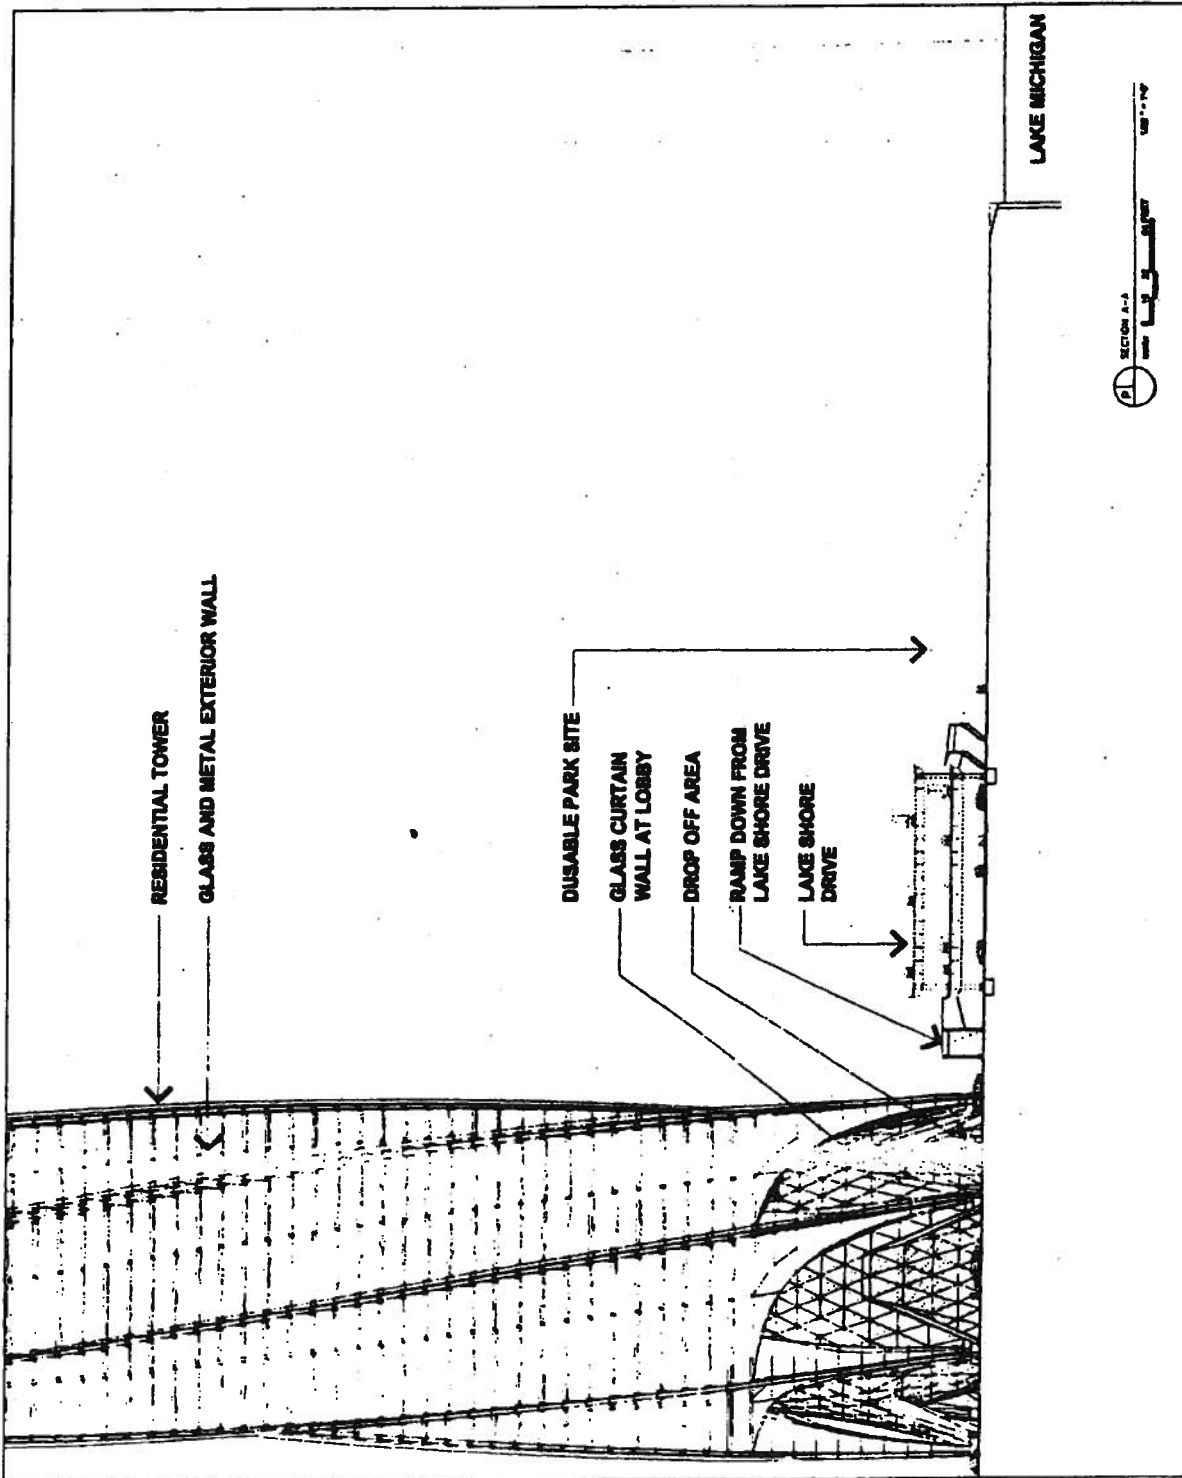 RESIDENTIAL TOWER
GLASS AND METAL EXTERIOR WALL
DUSABLE PARK SITE
GLASS CURTAIN
WALL AT LOBBY
DROP OFF AREA
RAMP DOWN FROM
LAKE SHORE DRIVE
LAKE SHORE
DRIVE
LAKE MICHIGAN
SECTION A-A